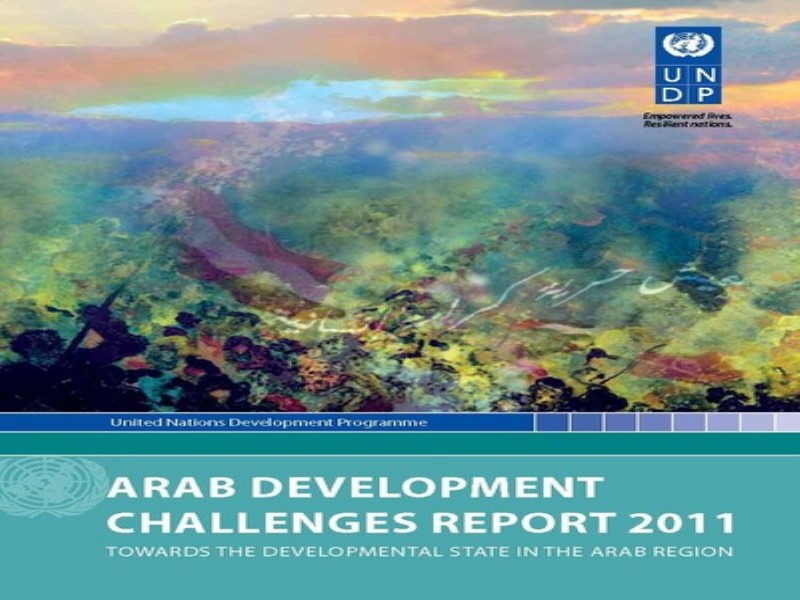 UN
DP
Empowered lives.
Resilient nations.
United Nations Development Programme
ARAB DEVELOPMENT
CHALLENGES REPORT 2011
TOWARDS THE DEVELOPMENTAL STATE IN THE ARAB REGION